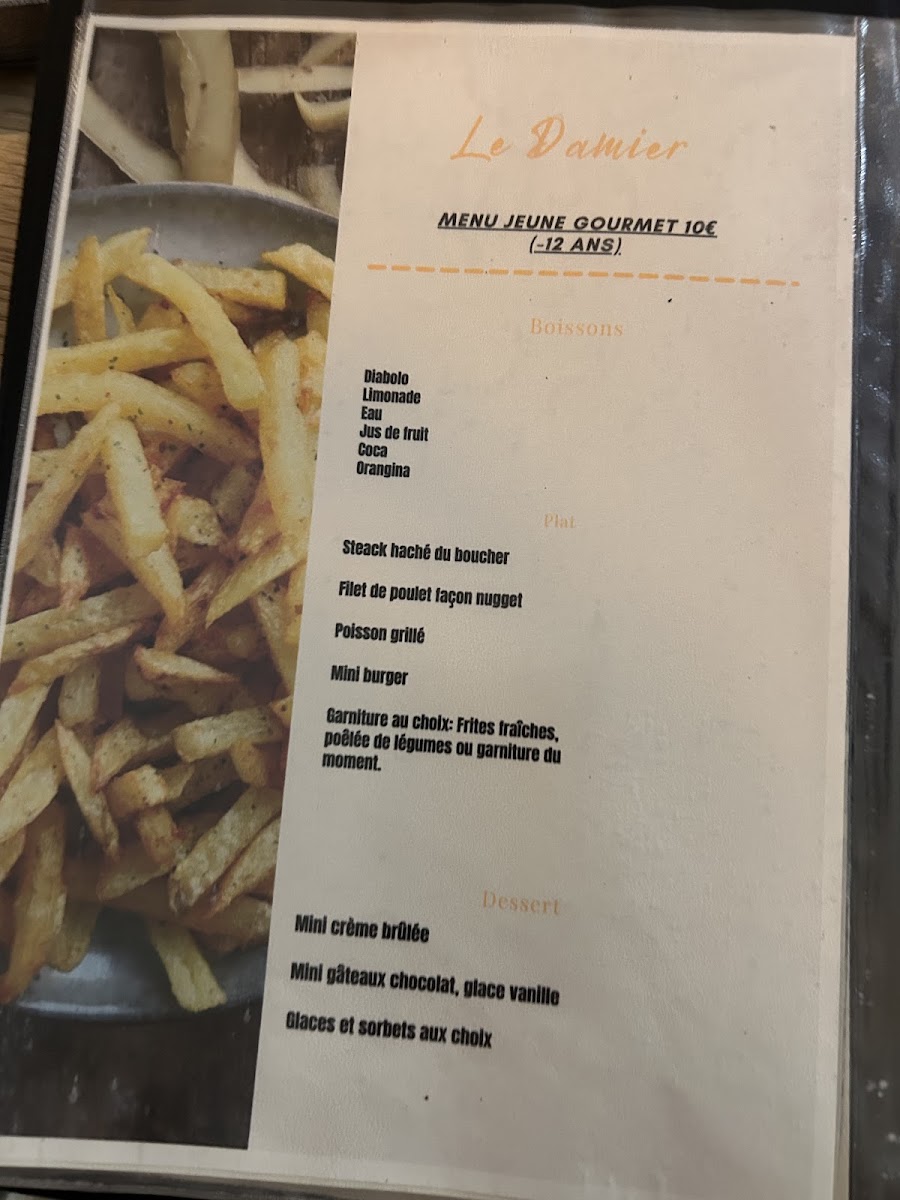 Le Damier
MENU JEUNE GOURMET 10€
(-12 ANS)
Boissons
Diabolo
Limonade
Eau
Jus de fruit
Coca
Orangina
Plat
Steack haché du boucher
Filet de poulet façon nugget
Poisson grillé
Mini burger
Garniture au choix: Frites fraîches,
poêlée de légumes ou garniture du
moment.
Dessert
Mini crème brûlée
Mini gâteaux chocolat, glace vanille
Glaces et sorbets aux choix